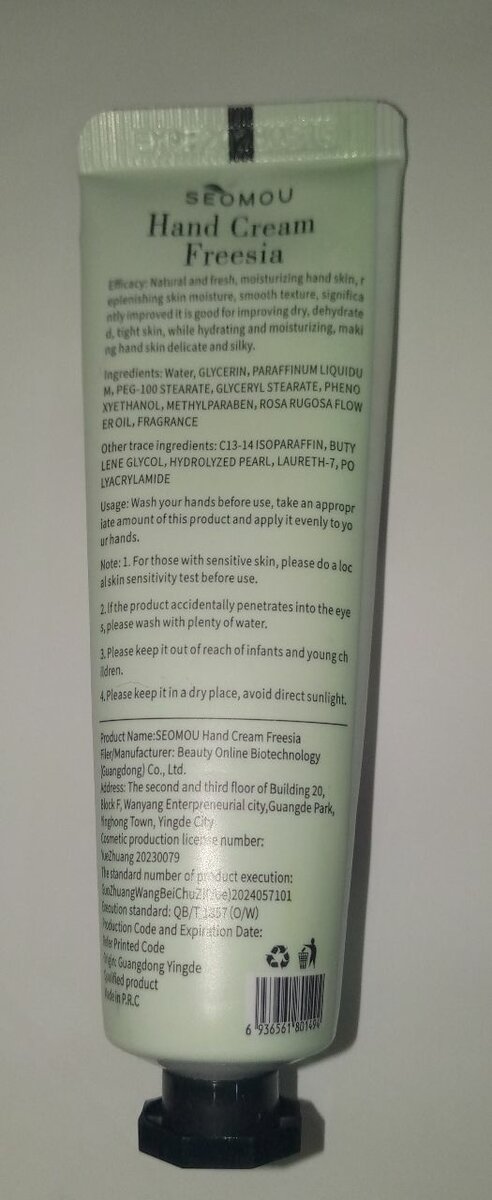 SEOMOU
Hand Cream
Freesia
Efficacy: Natural and fresh, moisturizing hand skin, r
eplenishing skin moisture, smooth texture, significa
ntly improved it is good for improving dry, dehydrate
d, tight skin, while hydrating and moisturizing, maki
ng hand skin delicate and silky.
Ingredients: Water, GLYCERIN, PARAFFINUM LIQUIDU
M, PEG-100 STEARATE, GLYCERYL STEARATE, PHENO
XYETHANOL, METHYLPARABEN, ROSA RUGOSA FLOW
ER OIL, FRAGRANCE
Other trace ingredients: C13-14 ISOPARAFFIN, BUTY
LENE GLYCOL, HYDROLYZED PEARL, LAURETH-7, PO
LYACRYLAMIDE
Usage: Wash your hands before use, take an appropr
iate amount of this product and apply it evenly to yo
ur hands.
Note: 1. For those with sensitive skin, please do a loc
al skin sensitivity test before use.
2.If the product accidentally penetrates into the eye
s, please wash with plenty of water.
3.Please keep it out of reach of infants and young ch
ildren.
4.Please keep it in a dry place, avoid direct sunlight.
Product Name:SEOMOU Hand Cream Freesia
Filer/Manufacturer: Beauty Online Biotechnology
(Guangdong) Co., Ltd.
Address: The second and third floor of Building 20,
Block F, Wanyang Enterpreneurial city,Guangde Park,
Yinghong Town, Yingde City
Cosmetic production license number:
YueZhuang 20230079
The standard number of product execution:
GueZhuangWangBeiChuZi(Yue)2024057101
Execution standard: QB/T 1857 (O/W)
Production Code and Expiration Date:
Refer Printed Code
Origin: Guangdong Yingde
Qualified product
Made in P.R.C
6 936561 801494